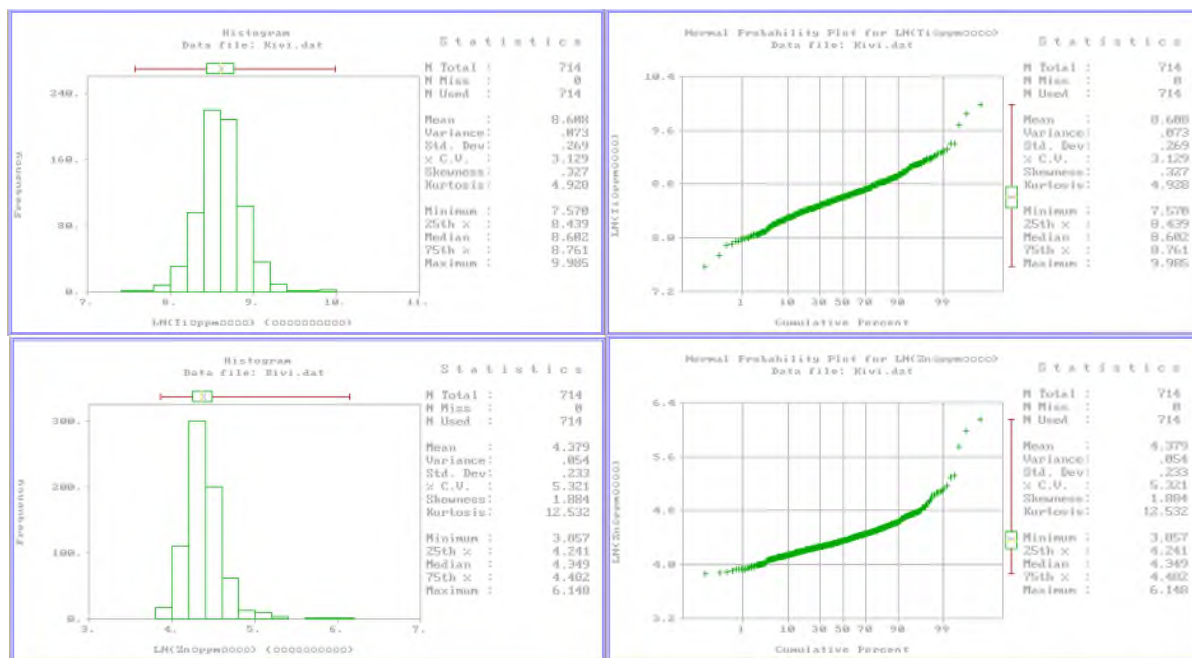 Histogram
Data file: Kivi.dat
Statistics
N Total : 714
N Miss : 0
N Used : 714
Mean : 8.608
Variance: .073
Std. Dev: .269
% C.V. : 3.129
Skewness: .327
Kurtosis: 4.928
Minimum : 7.570
25th % : 8.439
Median : 8.602
75th % : 8.761
Maximum : 9.985
Frequency
240.
160.
80.
0.
7. 8. 9. 10. 11.
Normal Probability Plot for
Data file: Kivi.dat
Statistics
N Total : 714
N Miss : 0
N Used : 714
Mean : 8.608
Variance: .073
Std. Dev: .269
% C.V. : 3.129
Skewness: .327
Kurtosis: 4.928
Minimum : 7.570
25th % : 8.439
Median : 8.602
75th % : 8.761
Maximum : 9.985
10.4
9.6
8.8
8.0
7.2
1 10 30 50 70 90 99
Cumulative Percent
Histogram
Data file: Kivi.dat
Statistics
N Total : 714
N Miss : 0
N Used : 714
Mean : 4.379
Variance: .054
Std. Dev: .233
% C.V. : 5.321
Skewness: 1.884
Kurtosis: 12.532
Minimum : 3.857
25th % : 4.241
Median : 4.349
75th % : 4.482
Maximum : 6.148
Frequency
300.
200.
100.
0.
3. 4. 5. 6. 7.
Normal Probability Plot for
Data file: Kivi.dat
Statistics
N Total : 714
N Miss : 0
N Used : 714
Mean : 4.379
Variance: .054
Std. Dev: .233
% C.V. : 5.321
Skewness: 1.884
Kurtosis: 12.532
Minimum : 3.857
25th % : 4.241
Median : 4.349
75th % : 4.482
Maximum : 6.148
6.4
5.6
4.8
4.0
3.2
1 10 30 50 70 90 99
Cumulative Percent